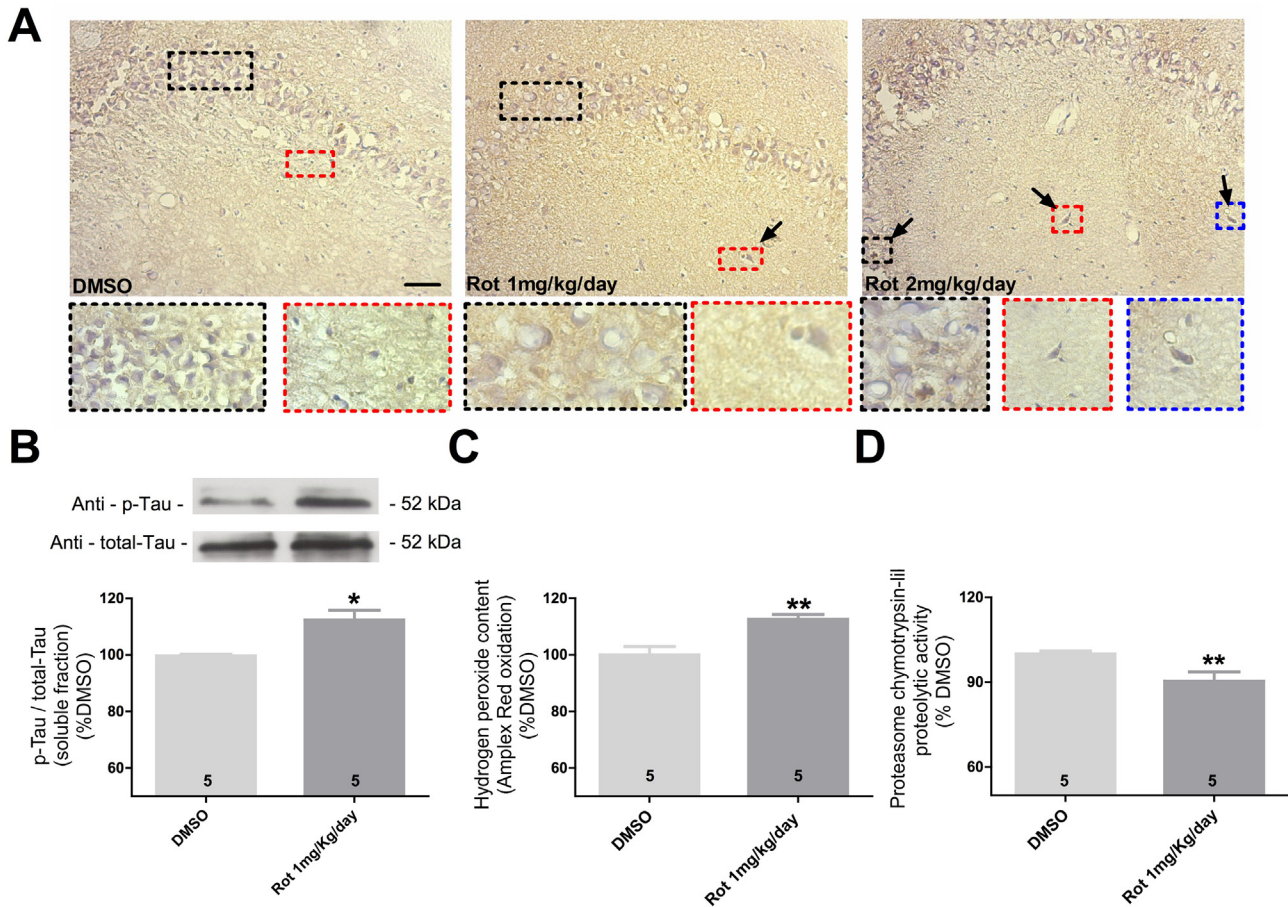 A
DMSO
Rot 1mg/kg/day
Rot 2mg/kg/day
B
Anti - p-Tau -
- 52 kDa
Anti - total-Tau -
- 52 kDa
p-Tau / total-Tau
(soluble fraction)
(%DMSO)
120
100
80
60
*
5
5
DMSO
Rot 1mg/Kg/day
C
Hydrogen peroxide content
(Amplex Red oxidation)
(%DMSO)
120
100
80
60
**
5
5
DMSO
Rot 1mg/kg/day
D
Proteasome chymotrypsin-lil
proteolytic activity
(% DMSO)
120
90
60
**
5
5
DMSO
Rot 1mg/kg/day